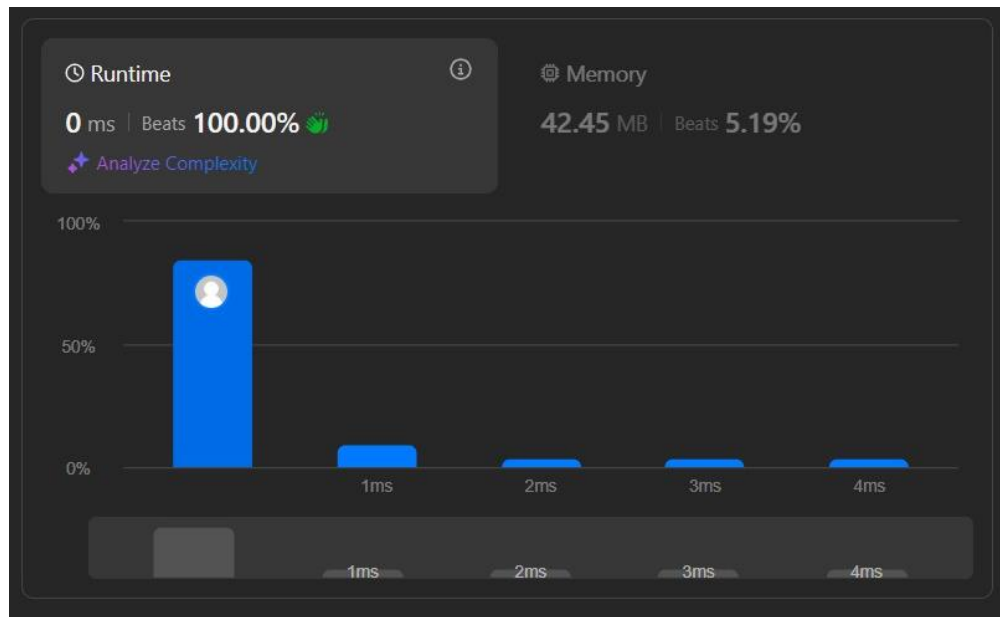 Runtime
0 ms | Beats 100.00%
Analyze Complexity
Memory
42.45 MB | Beats 5.19%
100%
50%
0%
1ms 2ms 3ms 4ms
1ms 2ms 3ms 4ms